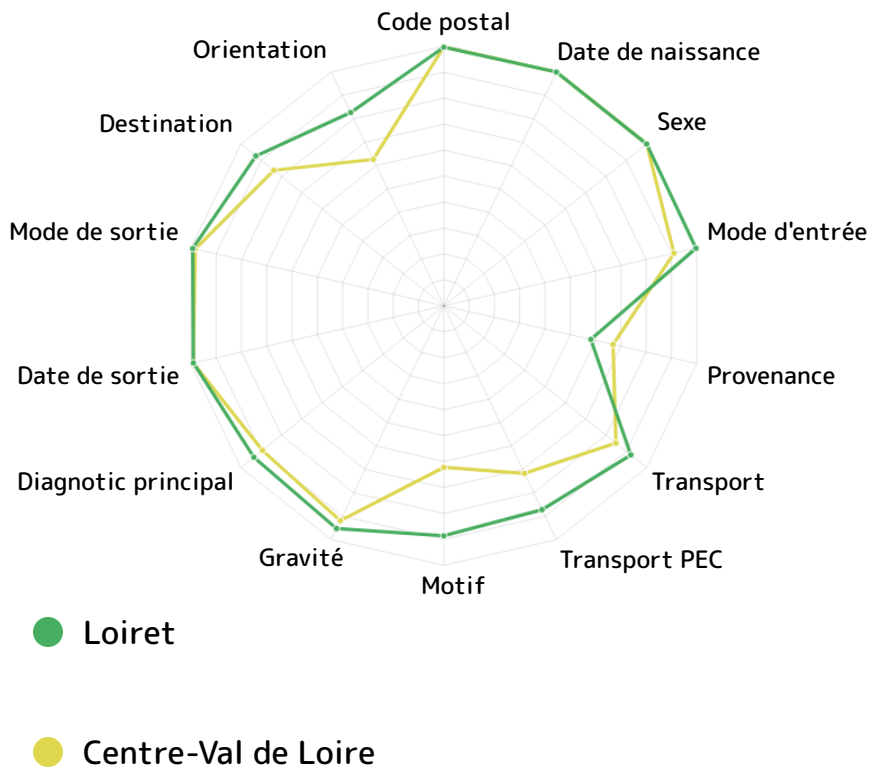 Code postal
Orientation
Date de naissance
Destination
Sexe
Mode de sortie
Mode d'entrée
Date de sortie
Provenance
Diagnotic principal
Transport
Gravité
Transport PEC
Motif
Loiret
Centre-Val de Loire